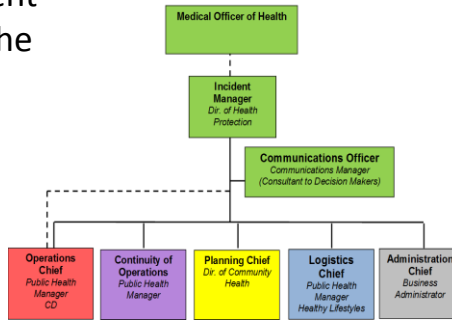 ent
he
Medical Officer of Health
Incident
Manager
Dir. of Health
Protection
Communications Officer
Communications Manager
(Consultant to Decision Makers)
Operations
Chief
Public Health
Manager
CD
Continuity of
Operations
Public Health
Manager
Planning Chief
Dir. of Community
Health
Logistics
Chief
Public Health
Manager
Healthy Lifestyles
Administration
Chief
Business
Administrator